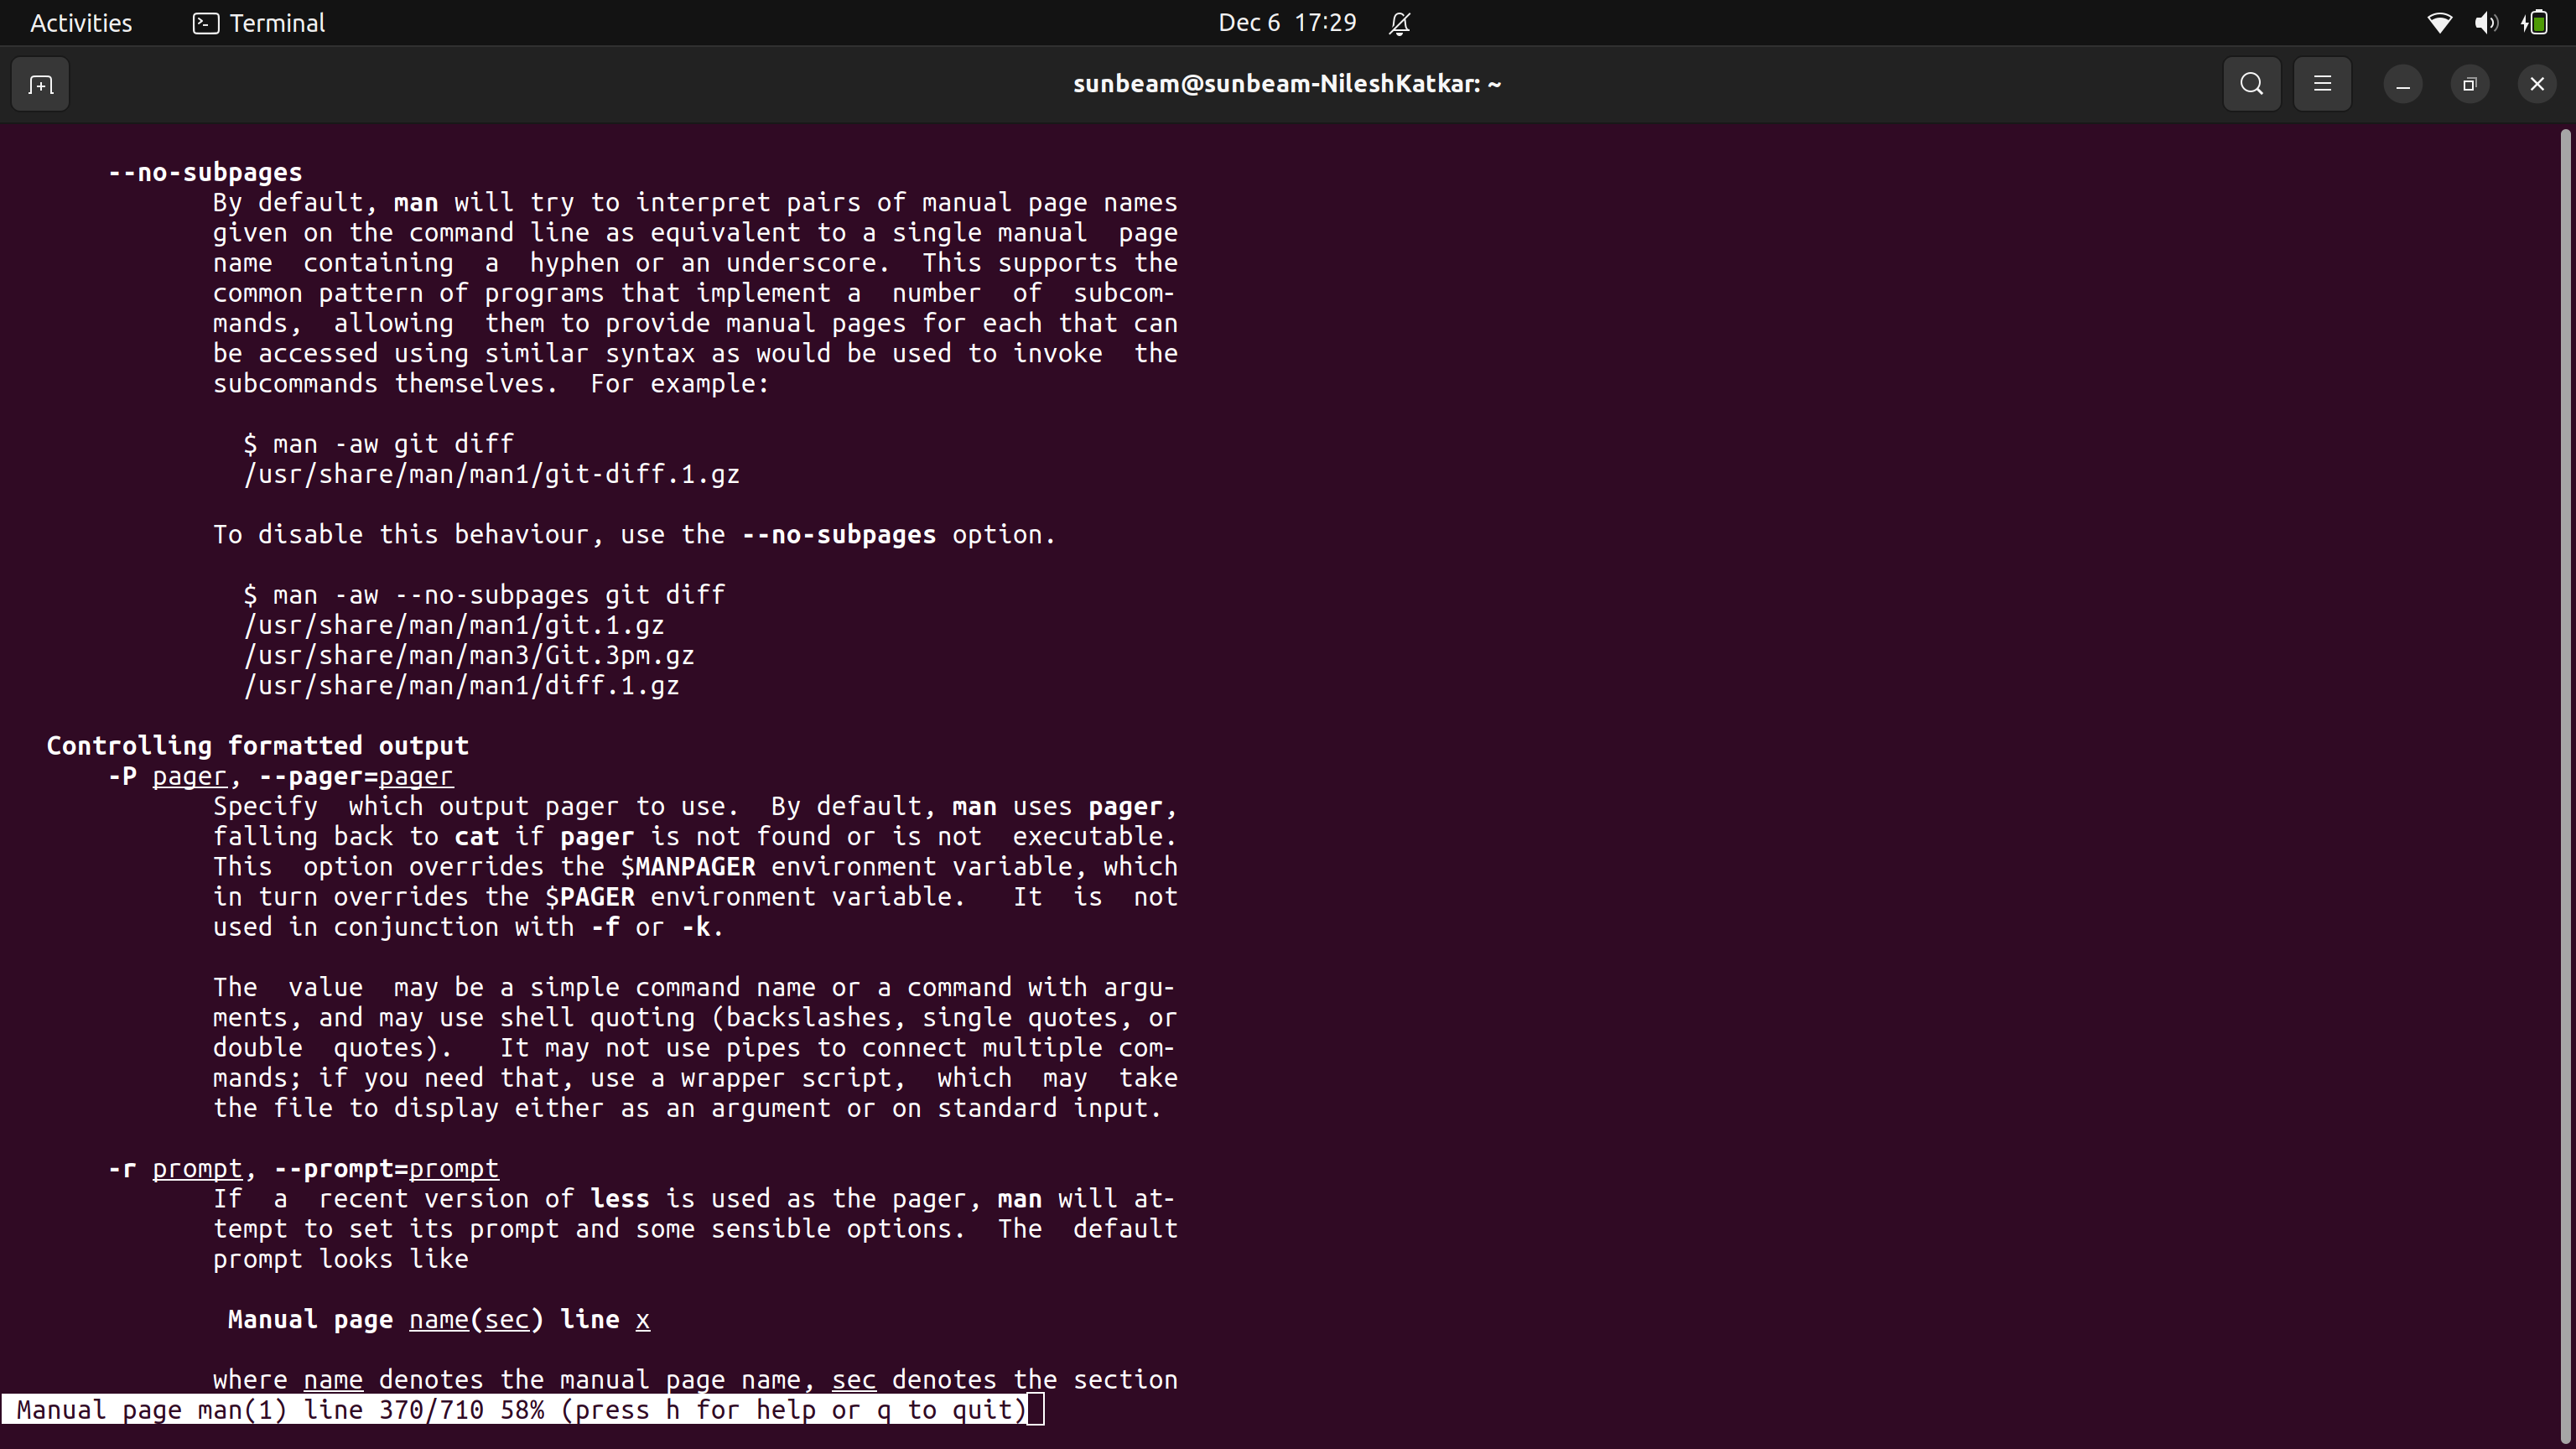 Activities Terminal Dec 6 17:29
sunbeam@sunbeam-NileshKatkar: ~
--no-subpages
By default, man will try to interpret pairs of manual page names
given on the command line as equivalent to a single manual  page
name  containing  a  hyphen or an underscore.  This supports the
common pattern of programs that implement a  number  of  subcom-
mands,  allowing  them to provide manual pages for each that can
be accessed using similar syntax as would be used to invoke  the
subcommands themselves.  For example:
$ man -aw git diff
/usr/share/man/man1/git-diff.1.gz
To disable this behaviour, use the --no-subpages option.
$ man -aw --no-subpages git diff
/usr/share/man/man1/git.1.gz
/usr/share/man/man3/Git.3pm.gz
/usr/share/man/man1/diff.1.gz
Controlling formatted output
-P pager, --pager=pager
Specify  which output pager to use.  By default, man uses pager,
falling back to cat if pager is not found or is not  executable.
This  option overrides the $MANPAGER environment variable, which
in turn overrides the $PAGER environment variable.   It  is  not
used in conjunction with -f or -k.
The  value  may be a simple command name or a command with argu-
ments, and may use shell quoting (backslashes, single quotes, or
double  quotes).   It may not use pipes to connect multiple com-
mands; if you need that, use a wrapper script,  which  may  take
the file to display either as an argument or on standard input.
-r prompt, --prompt=prompt
If  a  recent version of less is used as the pager, man will at-
tempt to set its prompt and some sensible options.  The  default
prompt looks like
Manual page name(sec) line x
where name denotes the manual page name, sec denotes the section
Manual page man(1) line 370/710 58% (press h for help or q to quit)